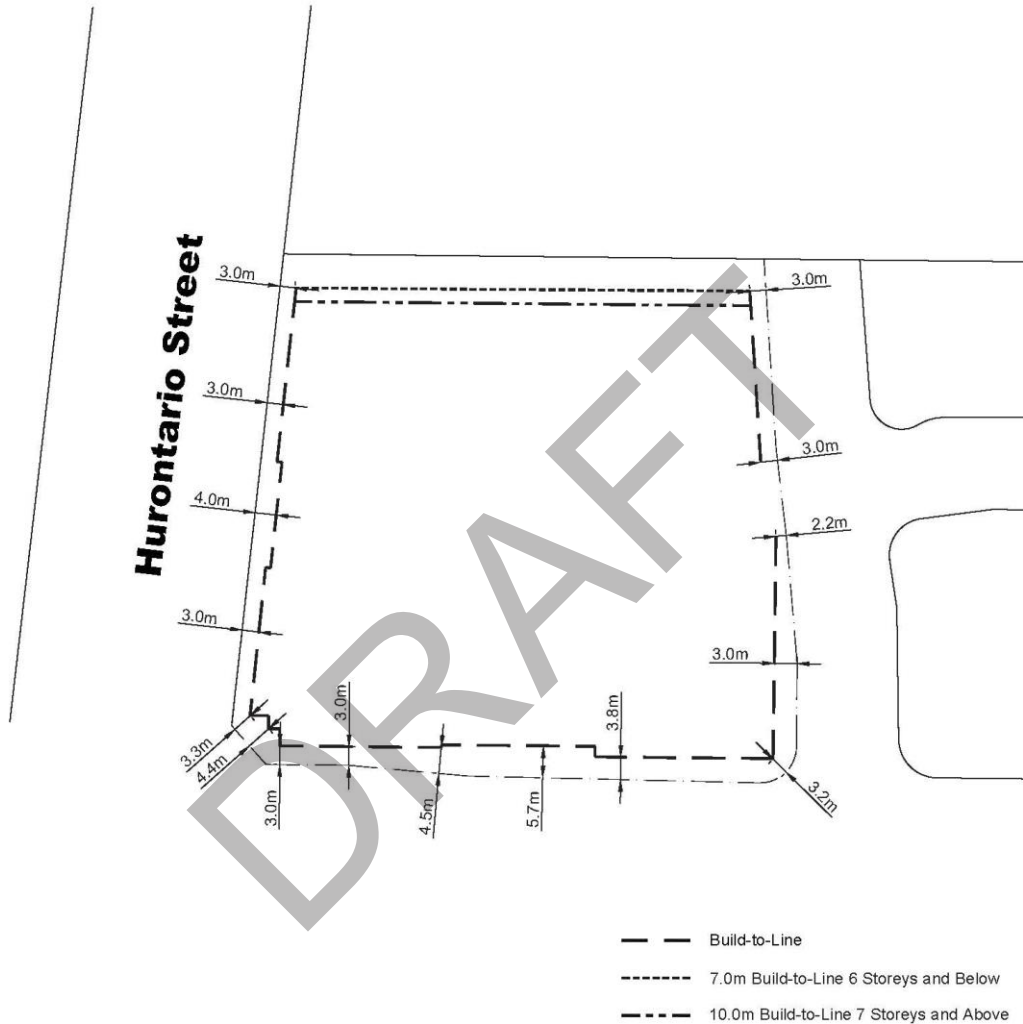 3.0m
3.0m
Hurontario Street
3.0m
3.0m
4.0m
2.2m
3.0m
3.0m
3.0m
3.8m
3.3m
4.4m
3.0m
4.5m
5.7m
3.2m
DRAFT
Build-to-Line
7.0m Build-to-Line 6 Storeys and Below
10.0m Build-to-Line 7 Storeys and Above